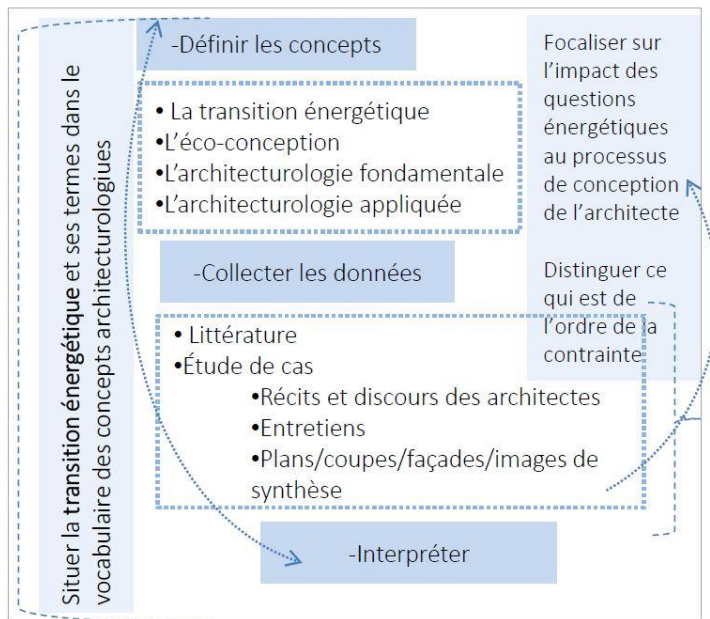 Situer la transition énergétique et ses termes dans le
vocabulaire des concepts architecturologiues
-Définir les concepts
• La transition énergétique
•L'éco-conception
•L'architecturologie fondamentale
•L'architecturologie appliquée
-Collecter les données
• Littérature
•Étude de cas
•Récits et discours des architectes
•Entretiens
•Plans/coupes/façades/images de
synthèse
-Interpréter
Focaliser sur
l'impact des
questions
énergétiques
au processus
de conception
de l'architecte
Distinguer ce
qui est de
l'ordre de la
contrainte